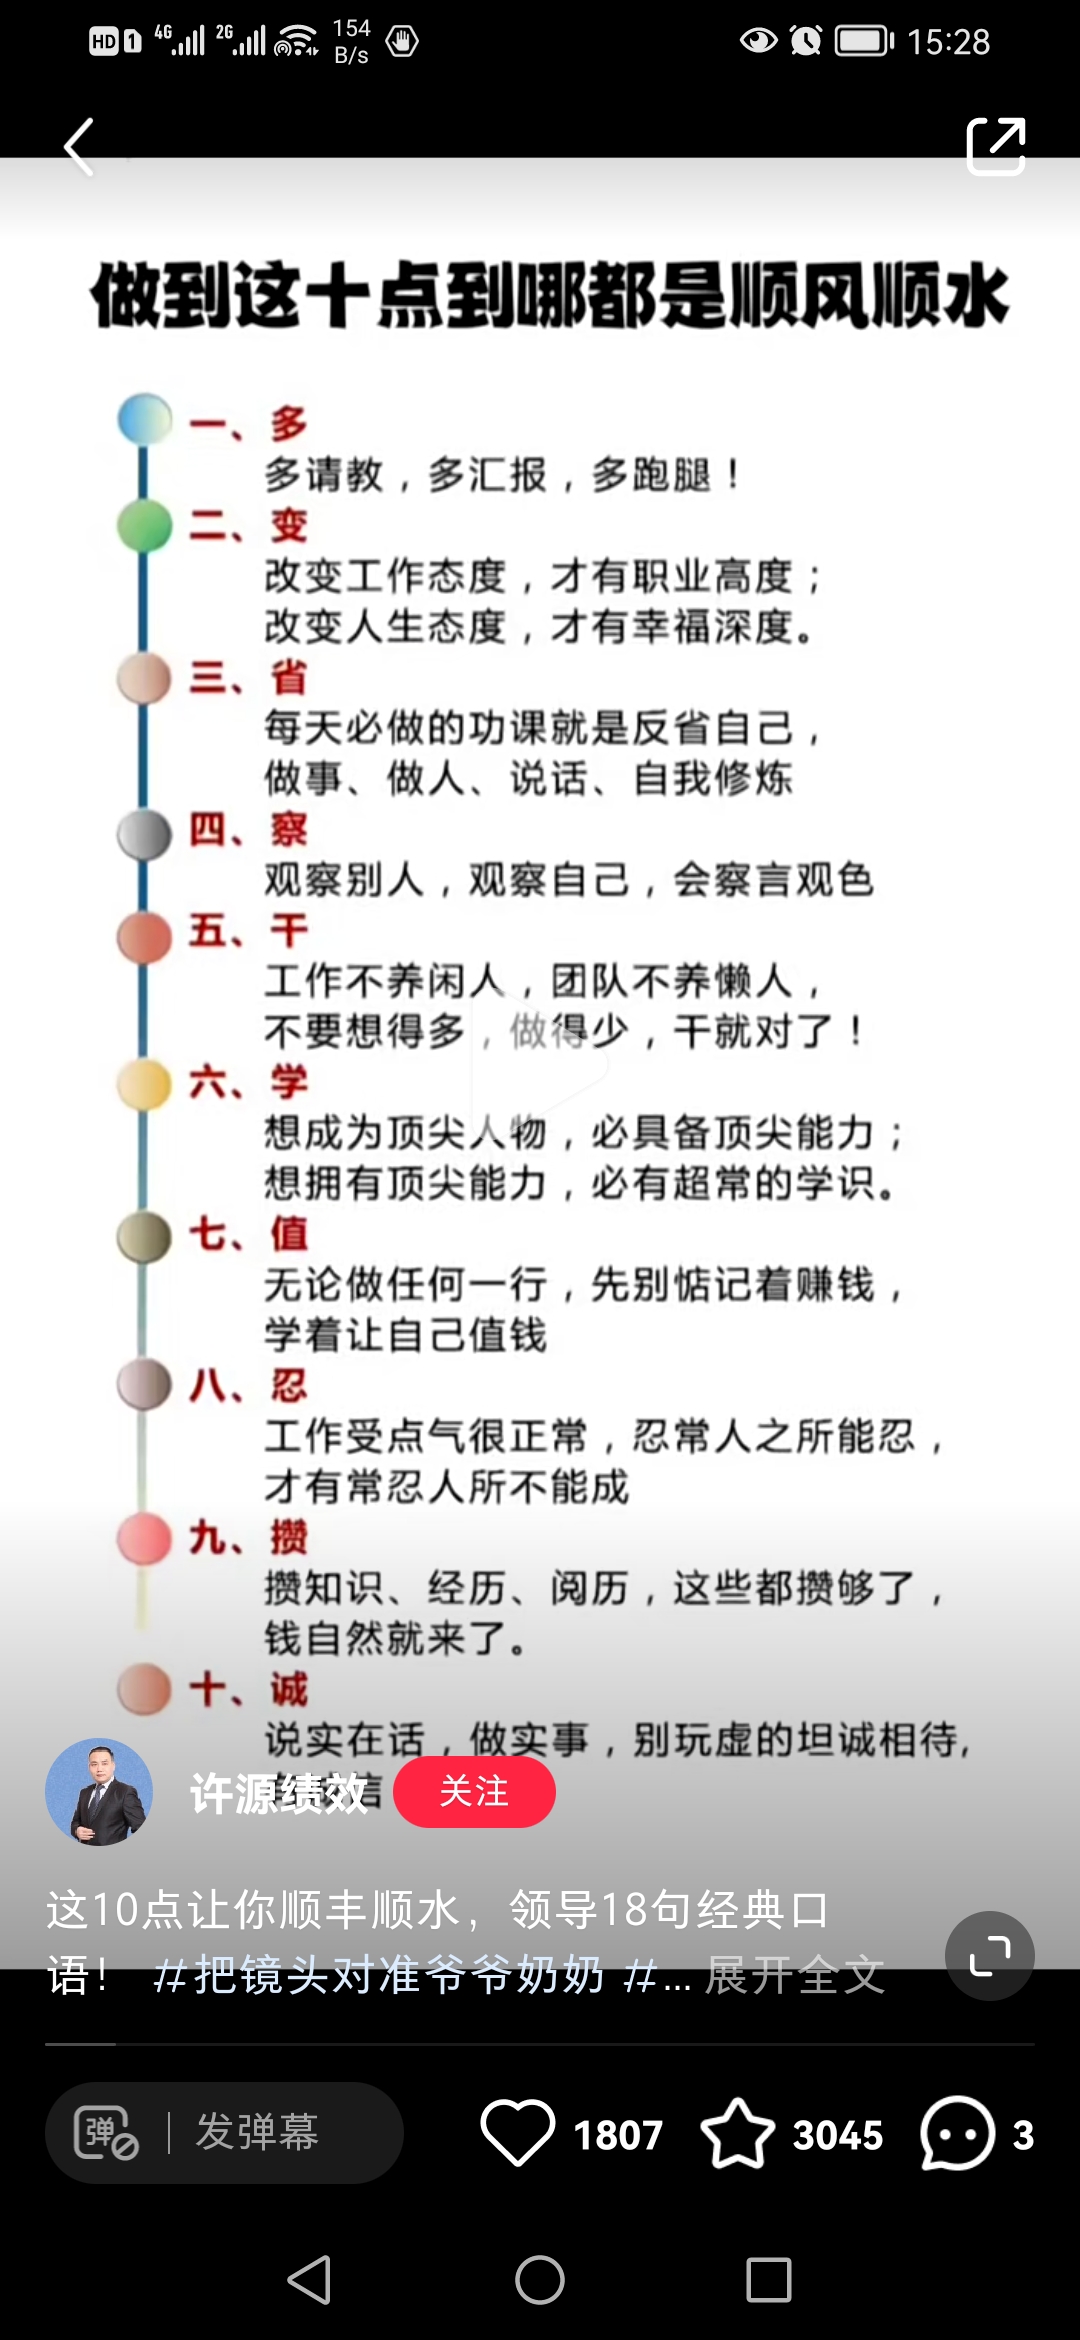 HD 1 4G 2G 154 B/s 15:28
做到这十点到哪都是顺风顺水
一、多
多请教，多汇报，多跑腿！
二、变
改变工作态度，才有职业高度；
改变人生态度，才有幸福深度。
三、省
每天必做的功课就是反省自己，
做事、做人、说话、自我修炼
四、察
观察别人，观察自己，会察言观色
五、干
工作不养闲人，团队不养懒人，
不要想得多，做得少，干就对了！
六、学
想成为顶尖人物，必具备顶尖能力；
想拥有顶尖能力，必有超常的学识。
七、值
无论做任何一行，先别惦记着赚钱，
学着让自己值钱
八、忍
工作受点气很正常，忍常人之所能忍，
才有常忍人所不能成
九、攒
攒知识、经历、阅历，这些都攒够了，
钱自然就来了。
十、诚
说实在话，做实事，别玩虚的坦诚相待，
信
许源绩效 关注
这10点让你顺丰顺水，领导18句经典口
语！ #把镜头对准爷爷奶奶 #... 展开全文
弹 发弹幕 1807 3045 3